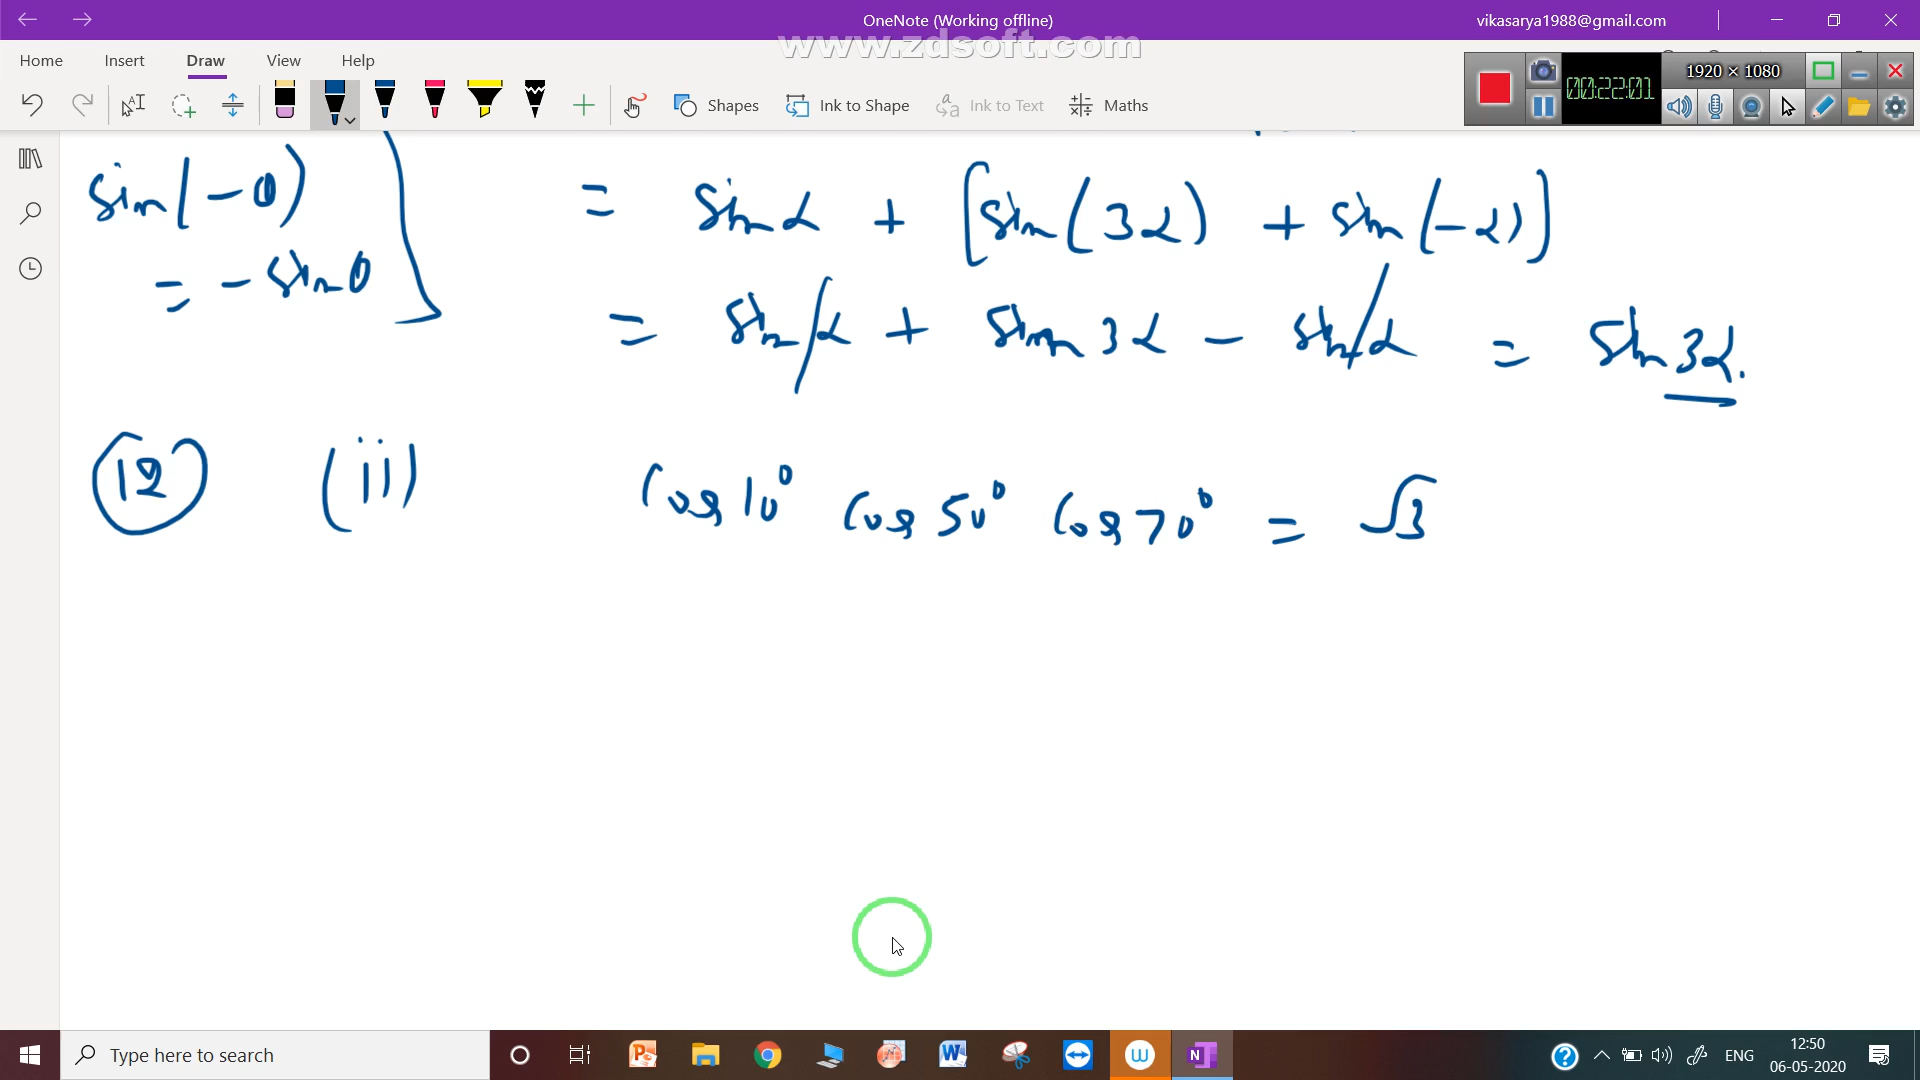 OneNote (Working offline)
vikasarya1988@gmail.com
www.zdsoft.com
Home Insert Draw View Help
1920 × 1080
00:22:01
Shapes Ink to Shape Ink to Text Maths
sin(-θ) = sin α + [sin(3α) + sin(-α)]
= - sin θ
= sin α + sin 3α - sin α = sin 3α.
12 (ii) Cos 10° Cos 50° Cos 70° = √3
Type here to search
ENG
12:50
06-05-2020